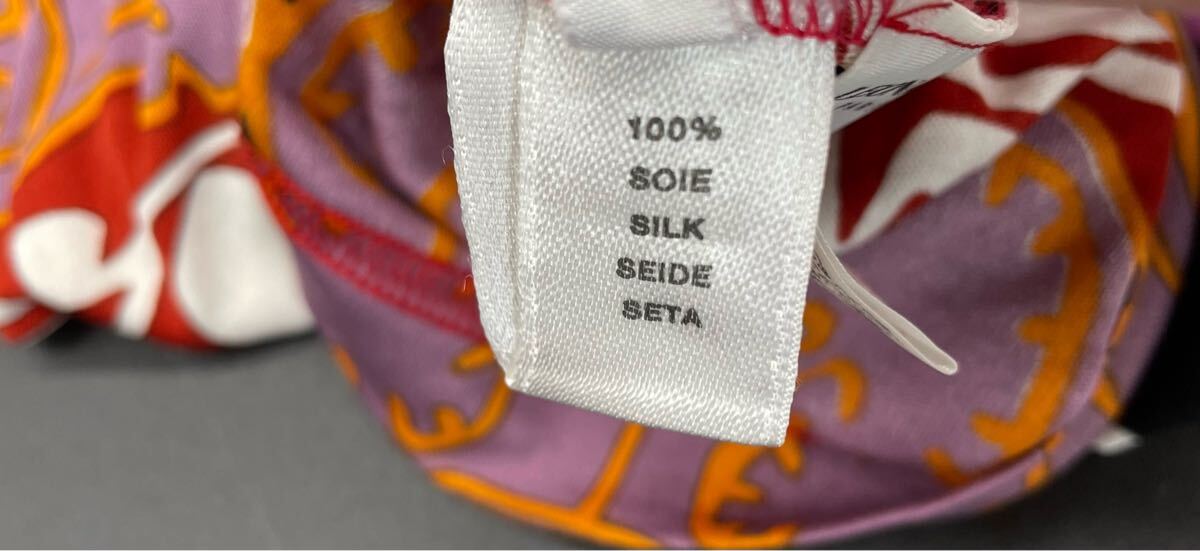 100%
SOIE
SILK
SEIDE
SETA